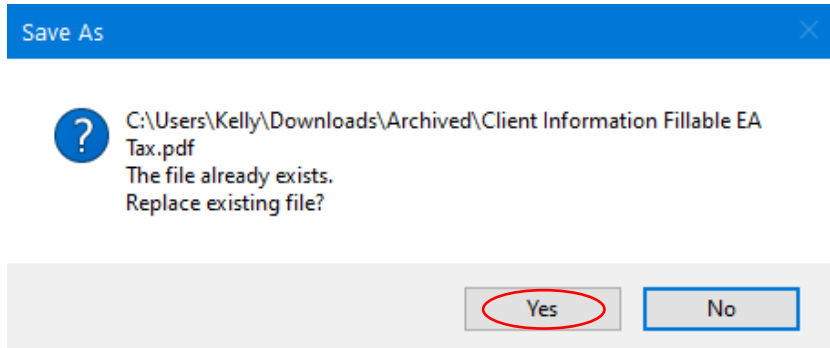 Save As
C:\Users\Kelly\Downloads\Archived\Client Information Fillable EA
Tax.pdf
The file already exists.
Replace existing file?
Yes No